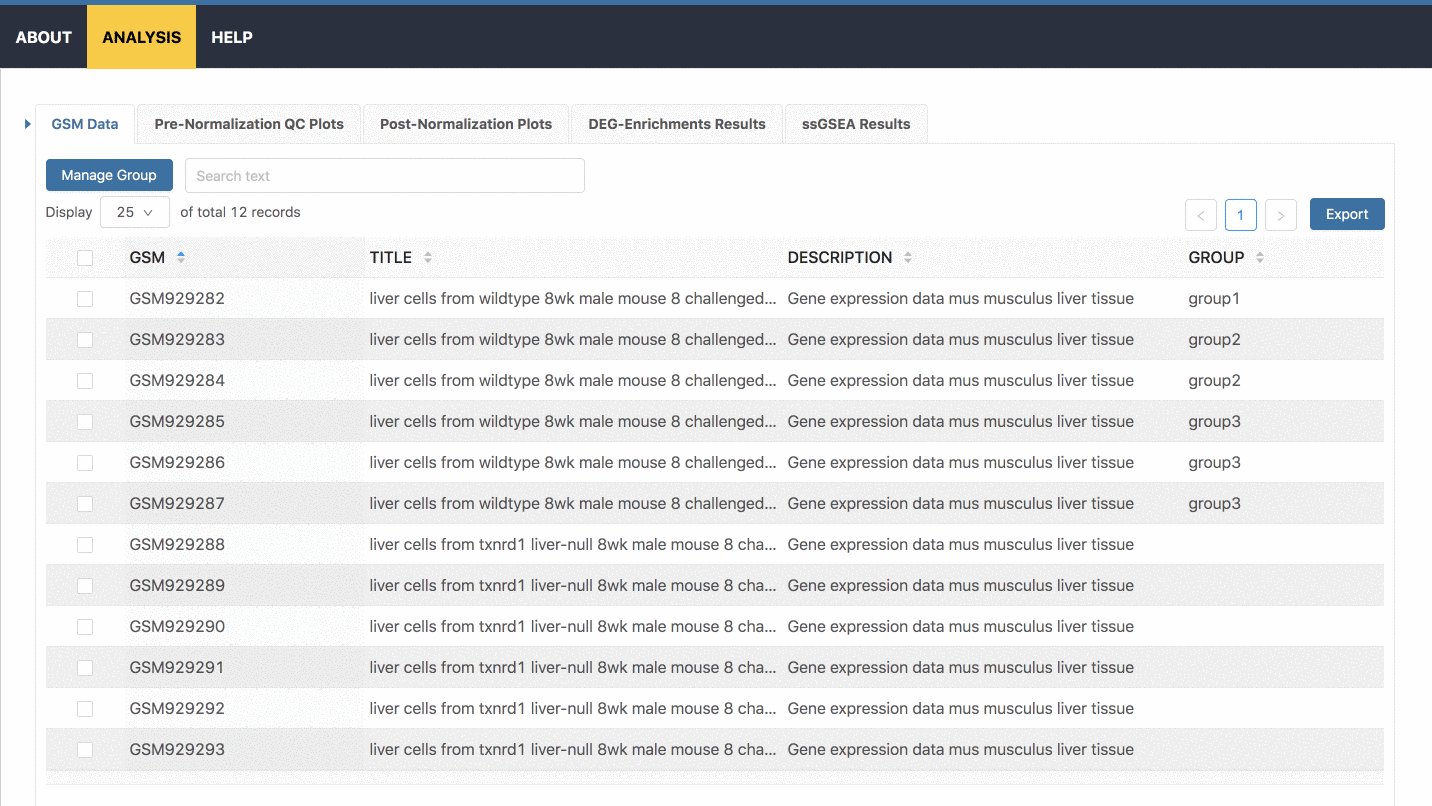 ABOUT ANALYSIS HELP
GSM Data Pre-Normalization QC Plots Post-Normalization Plots DEG-Enrichments Results ssGSEA Results
Manage Group Search text
Display 25 of total 12 records < 1 > Export
GSM TITLE DESCRIPTION GROUP
GSM929282 liver cells from wildtype 8wk male mouse 8 challenged... Gene expression data mus musculus liver tissue group1
GSM929283 liver cells from wildtype 8wk male mouse 8 challenged... Gene expression data mus musculus liver tissue group2
GSM929284 liver cells from wildtype 8wk male mouse 8 challenged... Gene expression data mus musculus liver tissue group2
GSM929285 liver cells from wildtype 8wk male mouse 8 challenged... Gene expression data mus musculus liver tissue group3
GSM929286 liver cells from wildtype 8wk male mouse 8 challenged... Gene expression data mus musculus liver tissue group3
GSM929287 liver cells from wildtype 8wk male mouse 8 challenged... Gene expression data mus musculus liver tissue group3
GSM929288 liver cells from txnrd1 liver-null 8wk male mouse 8 cha... Gene expression data mus musculus liver tissue
GSM929289 liver cells from txnrd1 liver-null 8wk male mouse 8 cha... Gene expression data mus musculus liver tissue
GSM929290 liver cells from txnrd1 liver-null 8wk male mouse 8 cha... Gene expression data mus musculus liver tissue
GSM929291 liver cells from txnrd1 liver-null 8wk male mouse 8 cha... Gene expression data mus musculus liver tissue
GSM929292 liver cells from txnrd1 liver-null 8wk male mouse 8 cha... Gene expression data mus musculus liver tissue
GSM929293 liver cells from txnrd1 liver-null 8wk male mouse 8 cha... Gene expression data mus musculus liver tissue